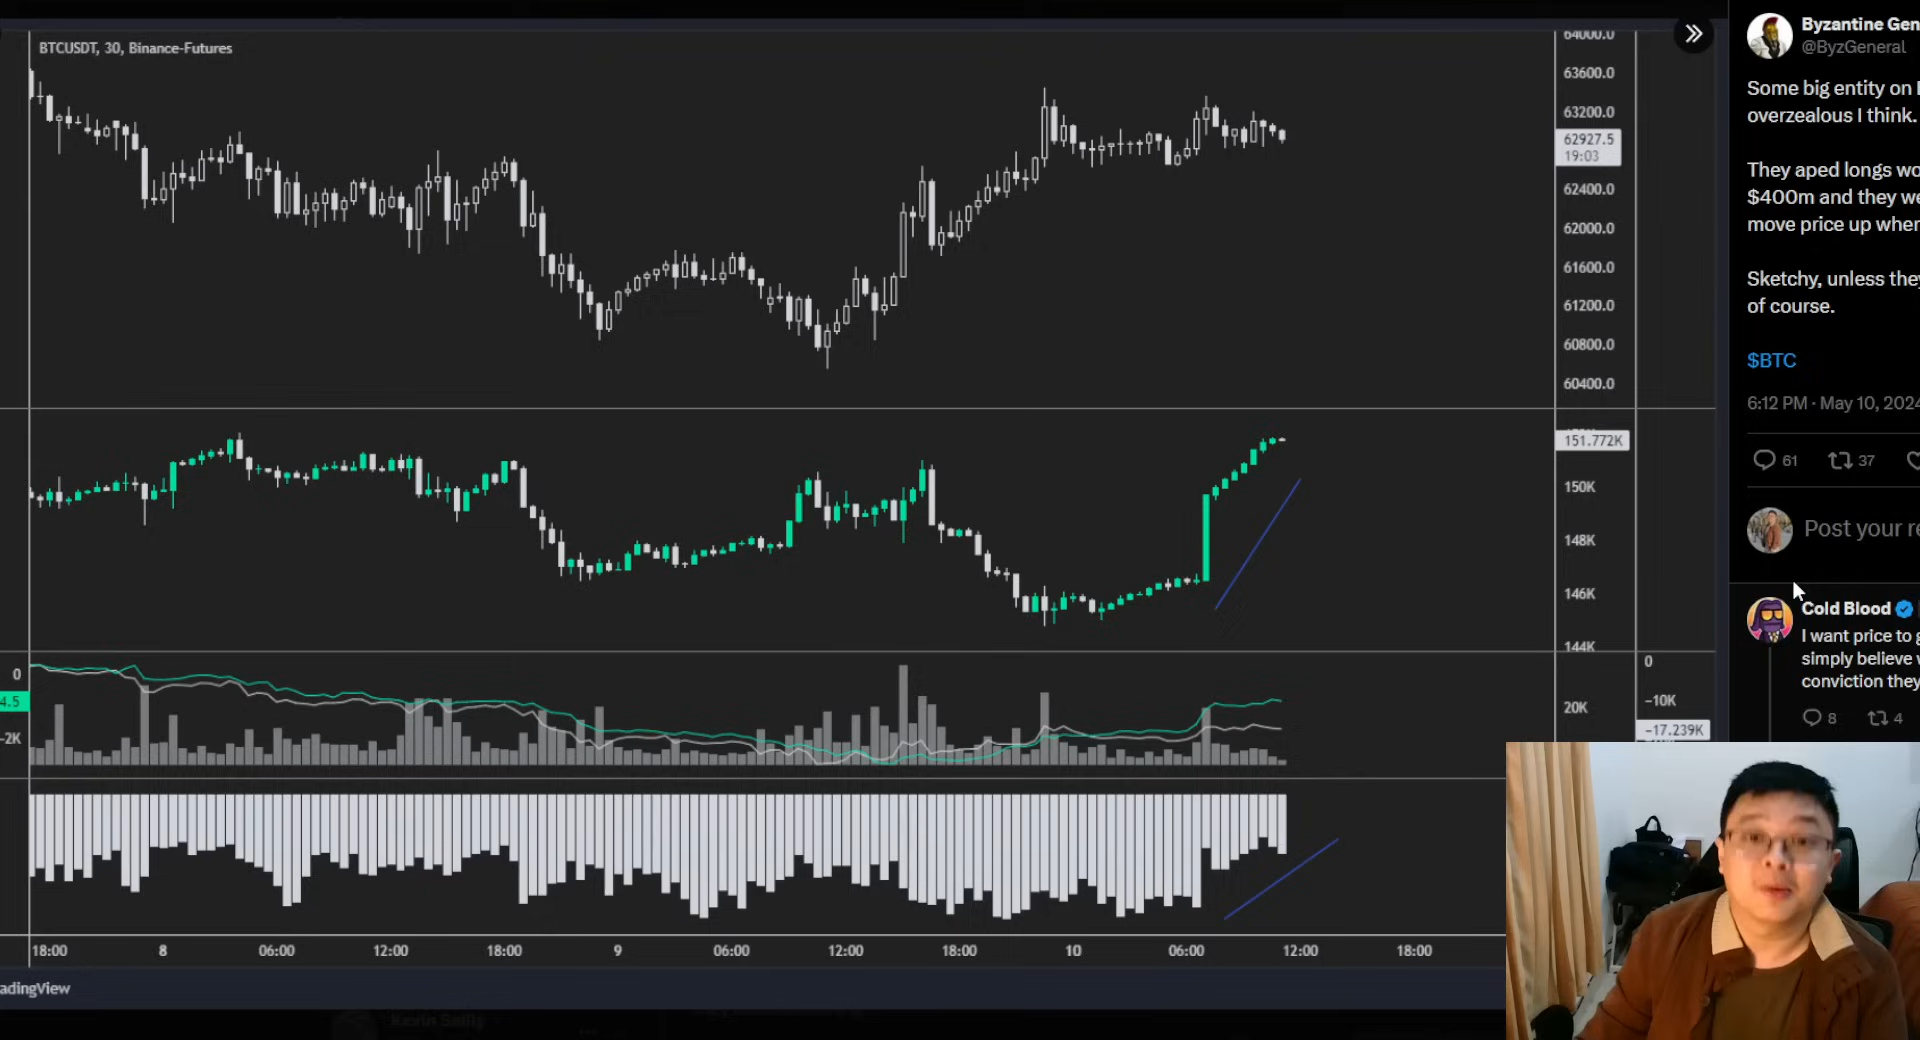 BTCUSDT, 30, Binance-Futures
64000.0
63600.0
63200.0
62927.5
19:03
62400.0
62000.0
61600.0
61200.0
60800.0
60400.0
151.772K
150K
148K
146K
144K
0
4.5
-2K
20K
0
-10K
-17.239K
18:00 8 06:00 12:00 18:00 9 06:00 12:00 18:00 10 06:00 12:00 18:00
adingView
Byzantine Gen
@ByzGeneral
Some big entity on
overzealous I think.
They aped longs wo
$400m and they we
move price up wher
Sketchy, unless they
of course.
$BTC
6:12 PM · May 10, 2024
61 37
Post your re
Cold Blood
I want price to g
simply believe w
conviction they
8 4